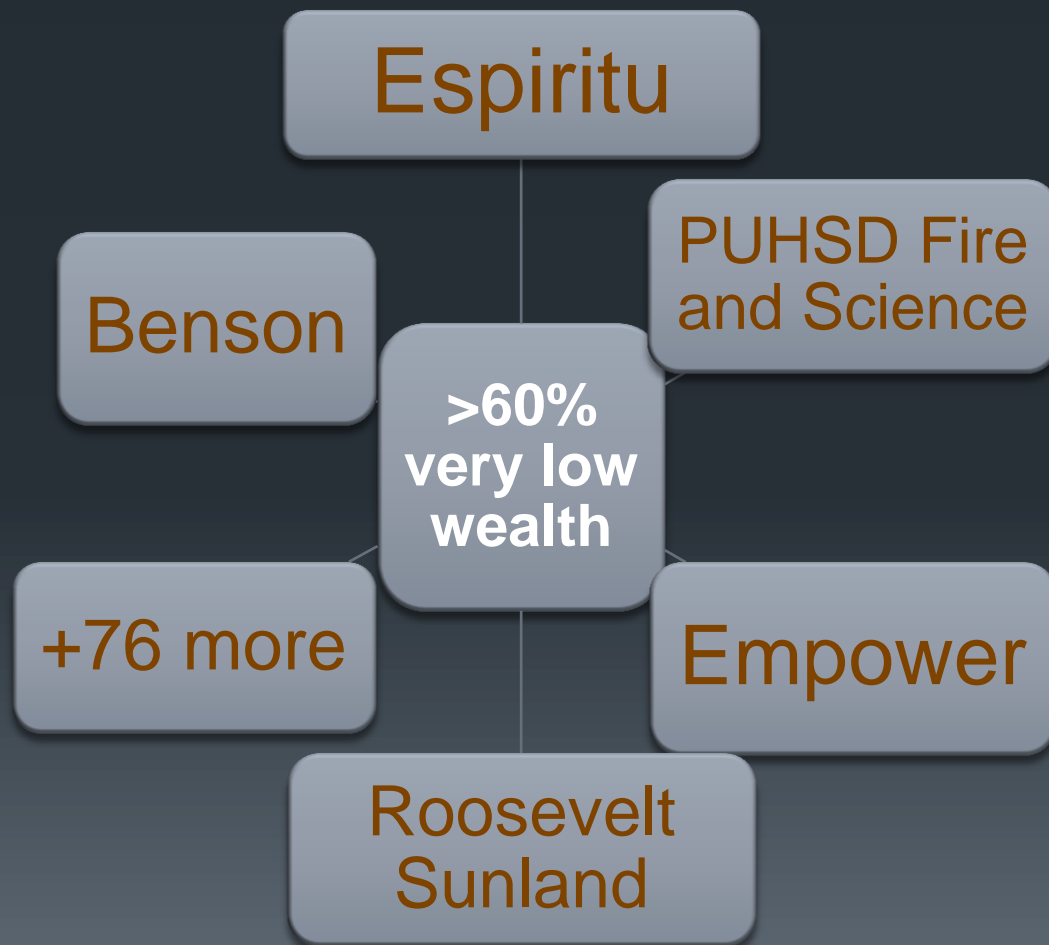 Espiritu
PUHSD Fire
and Science
Benson
>60%
very low
wealth
+76 more
Empower
Roosevelt
Sunland